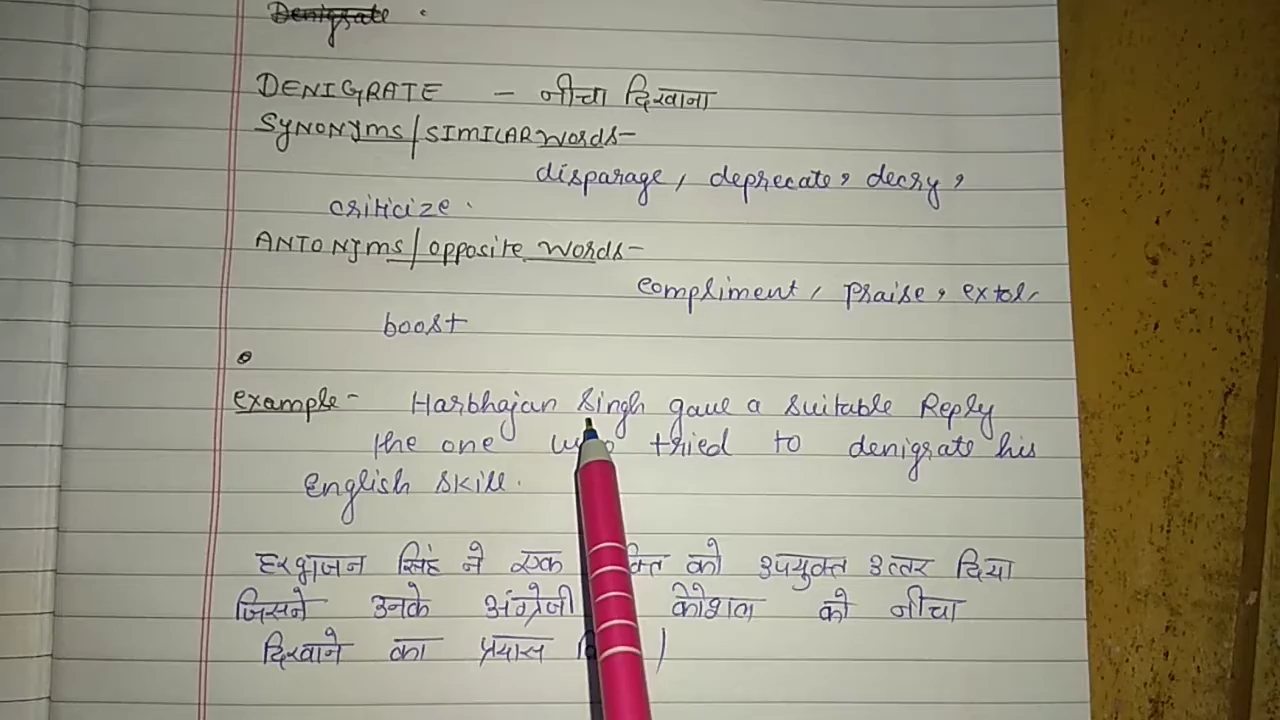 Denigrate .
DENIGRATE - नीचा दिखाना
SYNONYMS/SIMILAR Words-
disparage, deprecate, decry,
criticize.
ANTONYMS/opposite words-
compliment, praise, extol,
boost
example- Harbhajan Singh gave a suitable Reply
the one who tried to denigrate his
English skill.
हरभजन सिंह ने एक को उपयुक्त उत्तर दिया
जिसने उनके अंग्रेजी कौशल को नीचा
दिखाने का प्रयास |